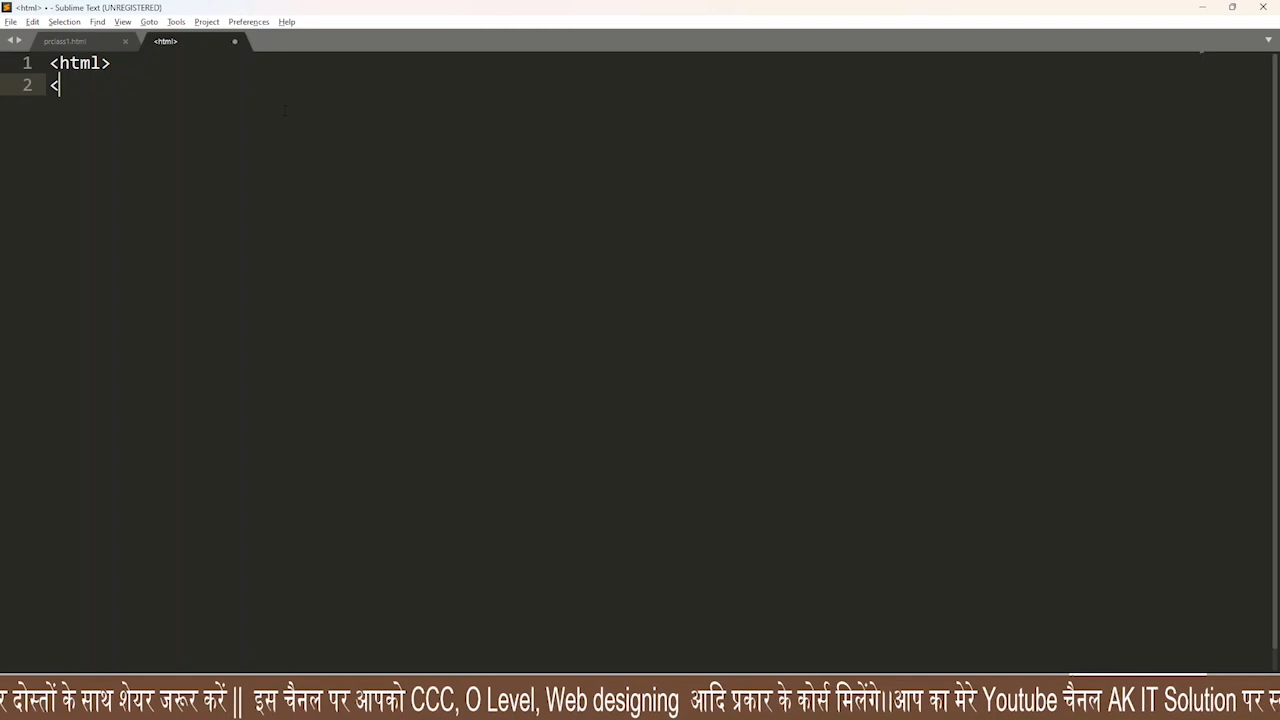 <html> • - Sublime Text (UNREGISTERED)
File Edit Selection Find View Goto Tools Project Preferences Help
prclass1.html <html>
1 <html>
2 <
र दोस्तों के साथ शेयर जरूर करें || इस चैनल पर आपको CCC, O Level, Web designing आदि प्रकार के कोर्स मिलेंगे।।आप का मेरे Youtube चैनल AK IT Solution पर